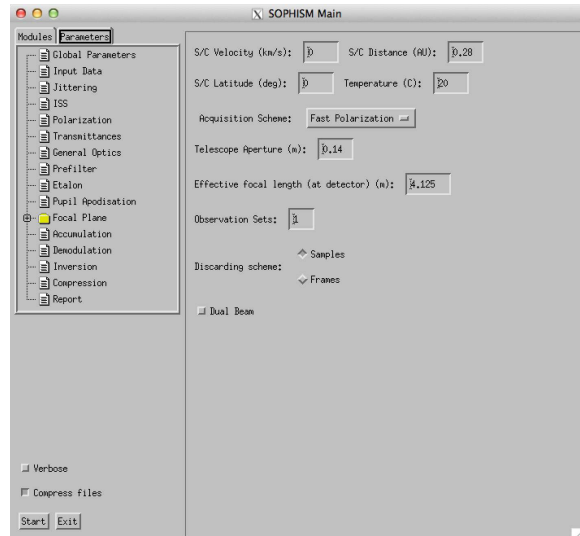 SOPHISM Main
Modules Parameters
Global Parameters
Input Data
Jittering
ISS
Polarization
Transmittances
General Optics
Prefilter
Etalon
Pupil Apodisation
Focal Plane
Accumulation
Demodulation
Inversion
Compression
Report
Verbose
Compress files
Start Exit
S/C Velocity (km/s): 0 S/C Distance (AU): 0.28
S/C Latitude (deg): 0 Temperature (C): 20
Acquisition Scheme: Fast Polarization
Telescope Aperture (m): 0.14
Effective focal length (at detector) (m): 4.125
Observation Sets: 1
Discarding scheme: Samples
Frames
Dual Beam